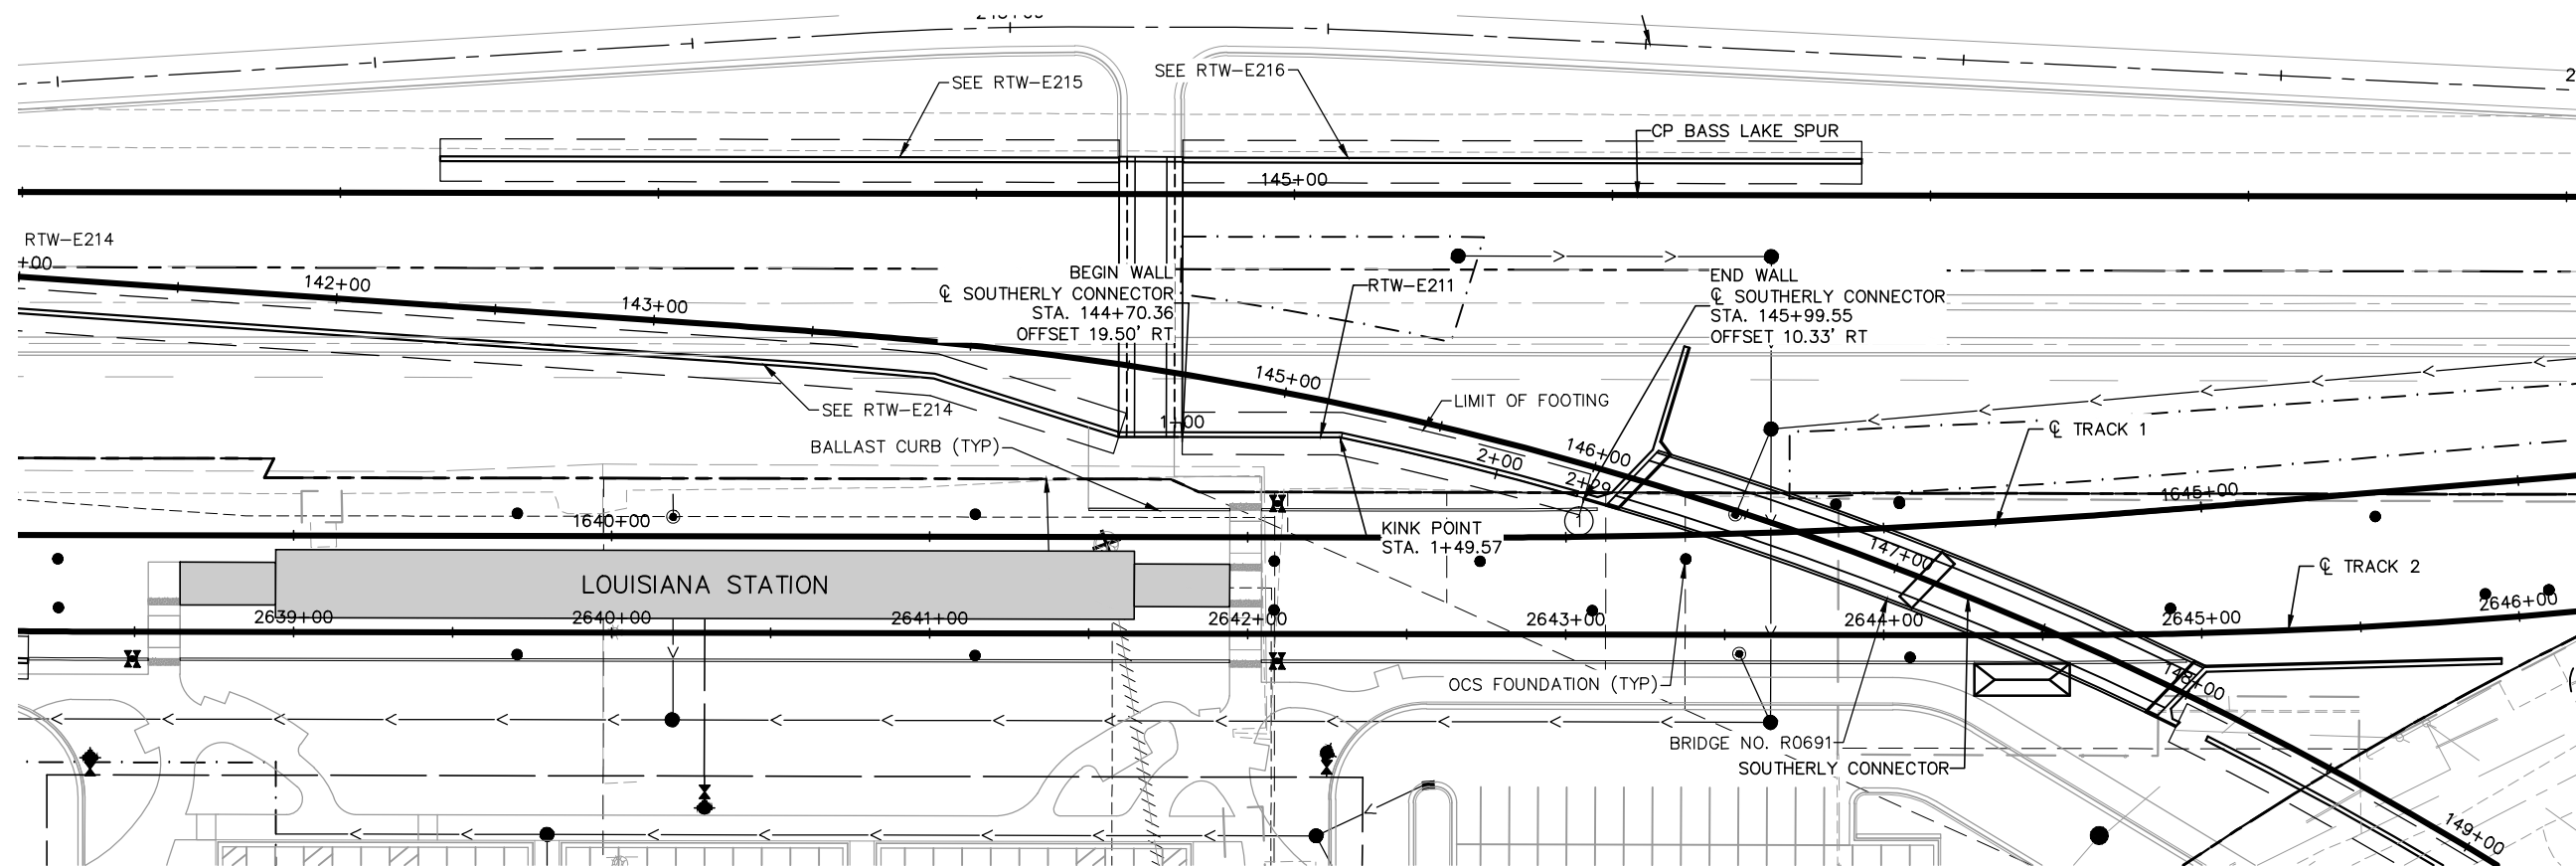 SEE RTW-E215
SEE RTW-E216
CP BASS LAKE SPUR
145+00
RTW-E214
+00
142+00
143+00
BEGIN WALL
℄ SOUTHERLY CONNECTOR
STA. 144+70.36
OFFSET 19.50' RT
RTW-E211
END WALL
℄ SOUTHERLY CONNECTOR
STA. 145+99.55
OFFSET 10.33' RT
145+00
SEE RTW-E214
LIMIT OF FOOTING
1+00
℄ TRACK 1
BALLAST CURB (TYP)
146+00
2+00
2+29
1645+00
1640+00
KINK POINT
STA. 1+49.57
147+00
LOUISIANA STATION
℄ TRACK 2
2639+00
2640+00
2641+00
2642+00
2643+00
2644+00
2645+00
2646+00
OCS FOUNDATION (TYP)
148+00
BRIDGE NO. R0691
SOUTHERLY CONNECTOR
149+00